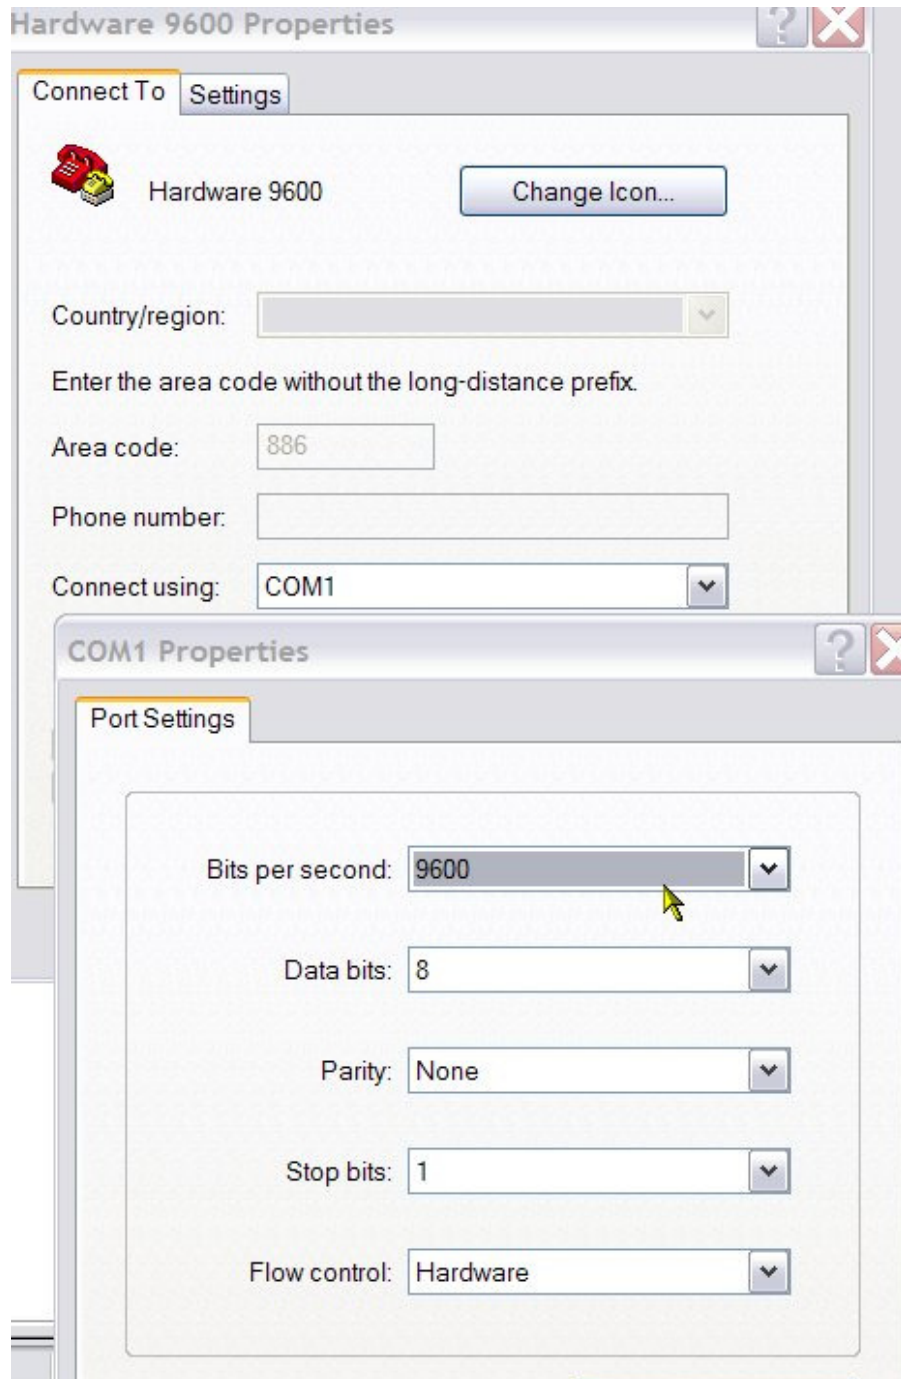 Hardware 9600 Properties
Connect To Settings
Hardware 9600 Change Icon...
Country/region:
Enter the area code without the long-distance prefix.
Area code: 886
Phone number:
Connect using: COM1
COM1 Properties
Port Settings
Bits per second: 9600
Data bits: 8
Parity: None
Stop bits: 1
Flow control: Hardware